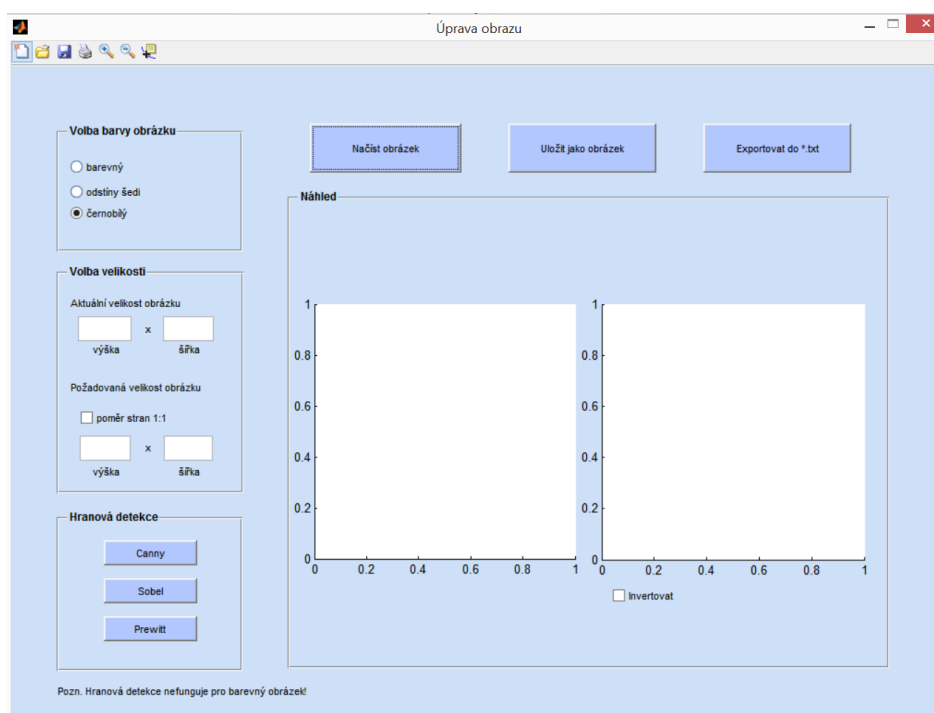 Úprava obrazu
Volba barvy obrázku
barevný
odstíny šedi
černobílý
Načíst obrázek
Uložit jako obrázek
Exportovat do *.txt
Volba velikosti
Aktuální velikost obrázku
x
výška šířka
Požadovaná velikost obrázku
poměr stran 1:1
x
výška šířka
Hranová detekce
Canny
Sobel
Prewitt
Náhled
1
0.8
0.6
0.4
0.2
0
0 0.2 0.4 0.6 0.8 1
1
0.8
0.6
0.4
0.2
0
0 0.2 0.4 0.6 0.8 1
Invertovat
Pozn. Hranová detekce nefunguje pro barevný obrázek!